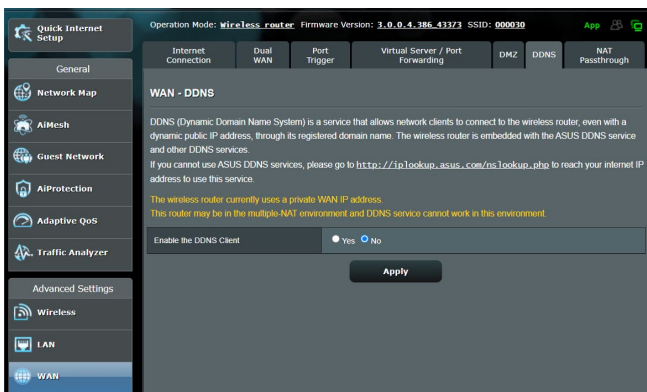 Quick Internet
Setup
Operation Mode: Wireless router Firmware Version: 3.0.0.4.386_43373 SSID: 000030
App
General
Network Map
AiMesh
Guest Network
AiProtection
Adaptive QoS
Traffic Analyzer
Advanced Settings
Wireless
LAN
WAN
Internet
Connection
Dual
WAN
Port
Trigger
Virtual Server / Port
Forwarding
DMZ
DDNS
NAT
Passthrough
WAN - DDNS
DDNS (Dynamic Domain Name System) is a service that allows network clients to connect to the wireless router, even with a
dynamic public IP address, through its registered domain name. The wireless router is embedded with the ASUS DDNS service
and other DDNS services.
If you cannot use ASUS DDNS services, please go to http://iplookup.asus.com/nslookup.php to reach your internet IP
address to use this service.
The wireless router currently uses a private WAN IP
address.
This router may be in the multiple-NAT environment and DDNS service cannot work in this environment.
Enable the DDNS Client
Yes No
Apply